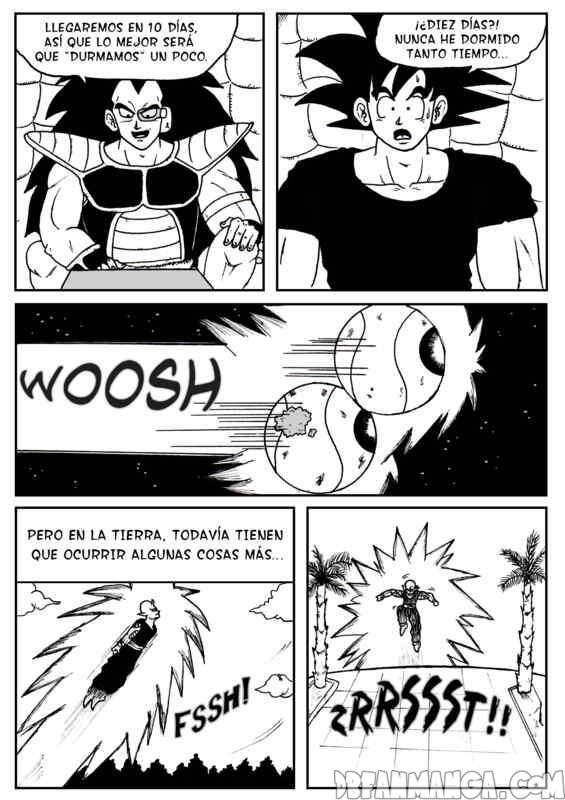 LLEGAREMOS EN 10 DÍAS,
ASÍ QUE LO MEJOR SERÁ
QUE "DURMAMOS" UN POCO.
¡¿DIEZ DÍAS?!
NUNCA HE DORMIDO
TANTO TIEMPO...
WOOSH
PERO EN LA TIERRA, TODAVÍA TIENEN
QUE OCURRIR ALGUNAS COSAS MÁS...
FSSH!
ZRRSSST!!
DBFANMANGA.COM